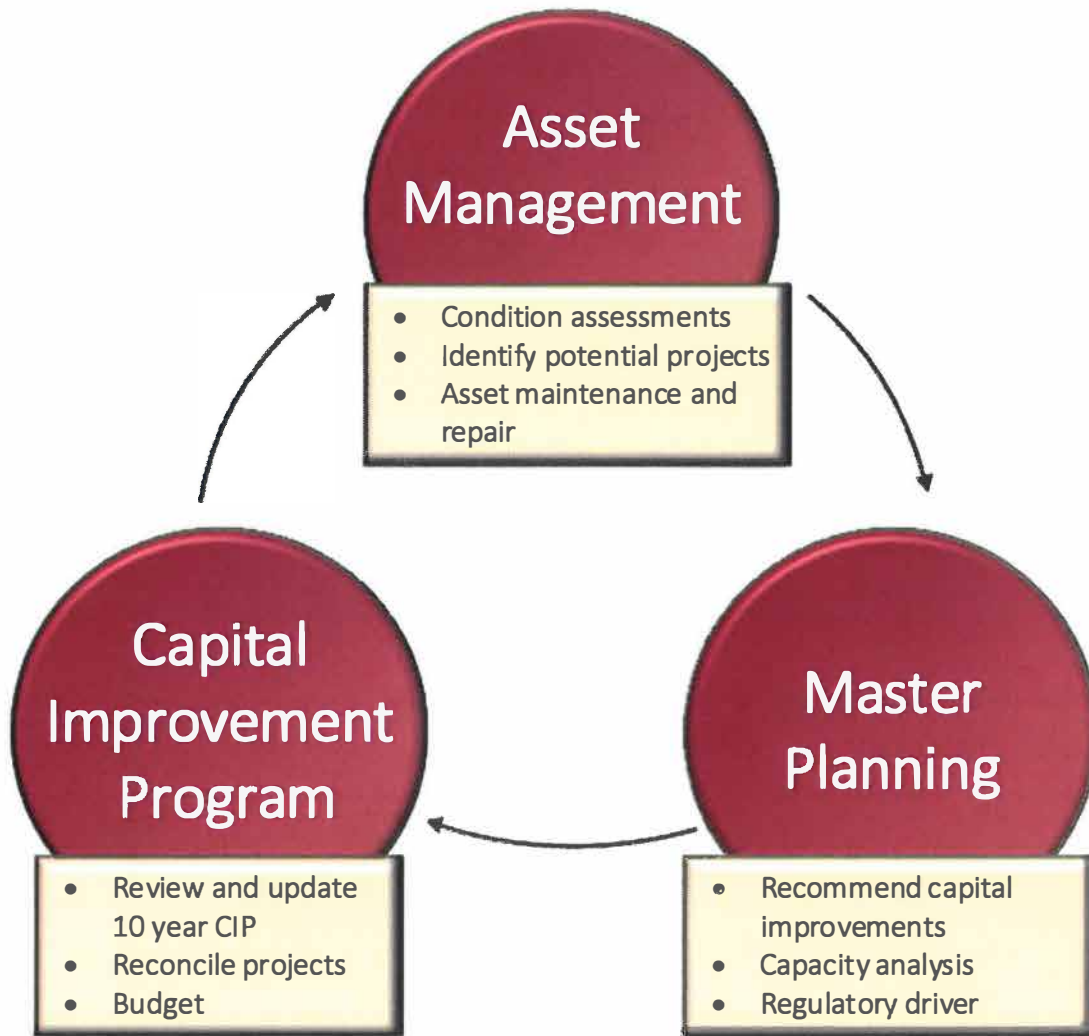 Asset
Management
• Condition assessments
• Identify potential projects
• Asset maintenance and
repair
Capital
Improvement
Program
• Review and update
10 year CIP
• Reconcile projects
• Budget
Master
Planning
• Recommend capital
improvements
• Capacity analysis
• Regulatory driver